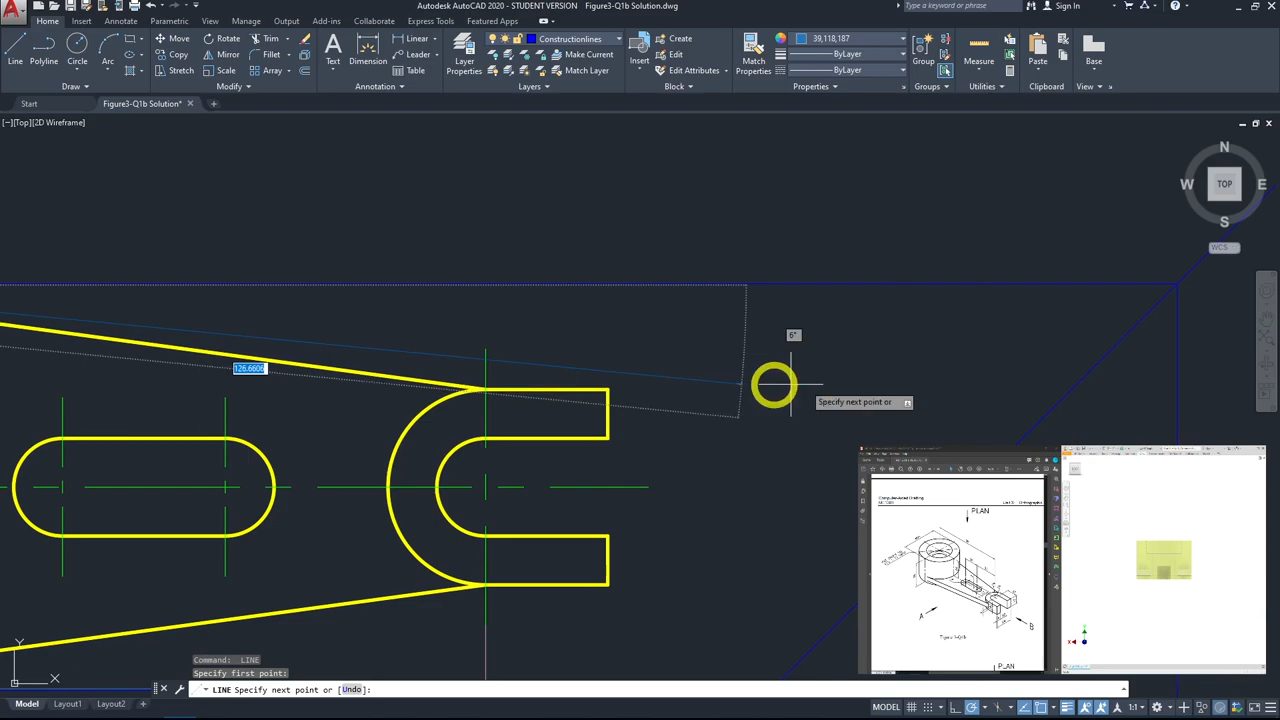 Autodesk AutoCAD 2020 - STUDENT VERSION Figure3-Q1b Solution.dwg
Type a keyword or phrase
Sign In
Home Insert Annotate Parametric View Manage Output Add-ins Collaborate Express Tools Featured Apps
Line Polyline Circle Arc
Move Rotate Trim
Copy Mirror Fillet
Stretch Scale Array
Text Dimension
Linear
Leader
Table
Layer Properties
Constructionlines
Make Current
Match Layer
Insert
Create
Edit
Edit Attributes
Match Properties
39,118,187
ByLayer
ByLayer
Group
Measure
Paste
Base
Draw Modify Annotation Layers Block Properties Groups Utilities Clipboard View
Start Figure3-Q1b Solution*
[−][Top][2D Wireframe]
N
W TOP E
S
WCS
6°
126.6606
Specify next point or
PLAN
A
B
PLAN
Y
X
Command: LINE
Specify first point:
LINE Specify next point or [Undo]:
Model Layout1 Layout2
MODEL
1:1